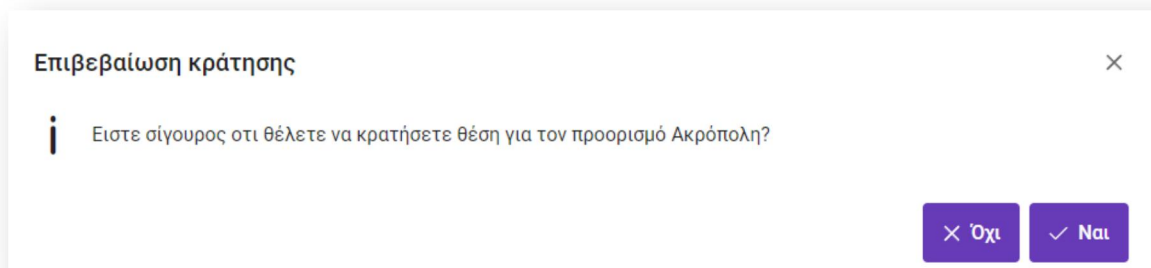 Επιβεβαίωση κράτησης
Ειστε σίγουρος οτι θέλετε να κρατήσετε θέση για τον προορισμό Ακρόπολη?
Όχι Ναι